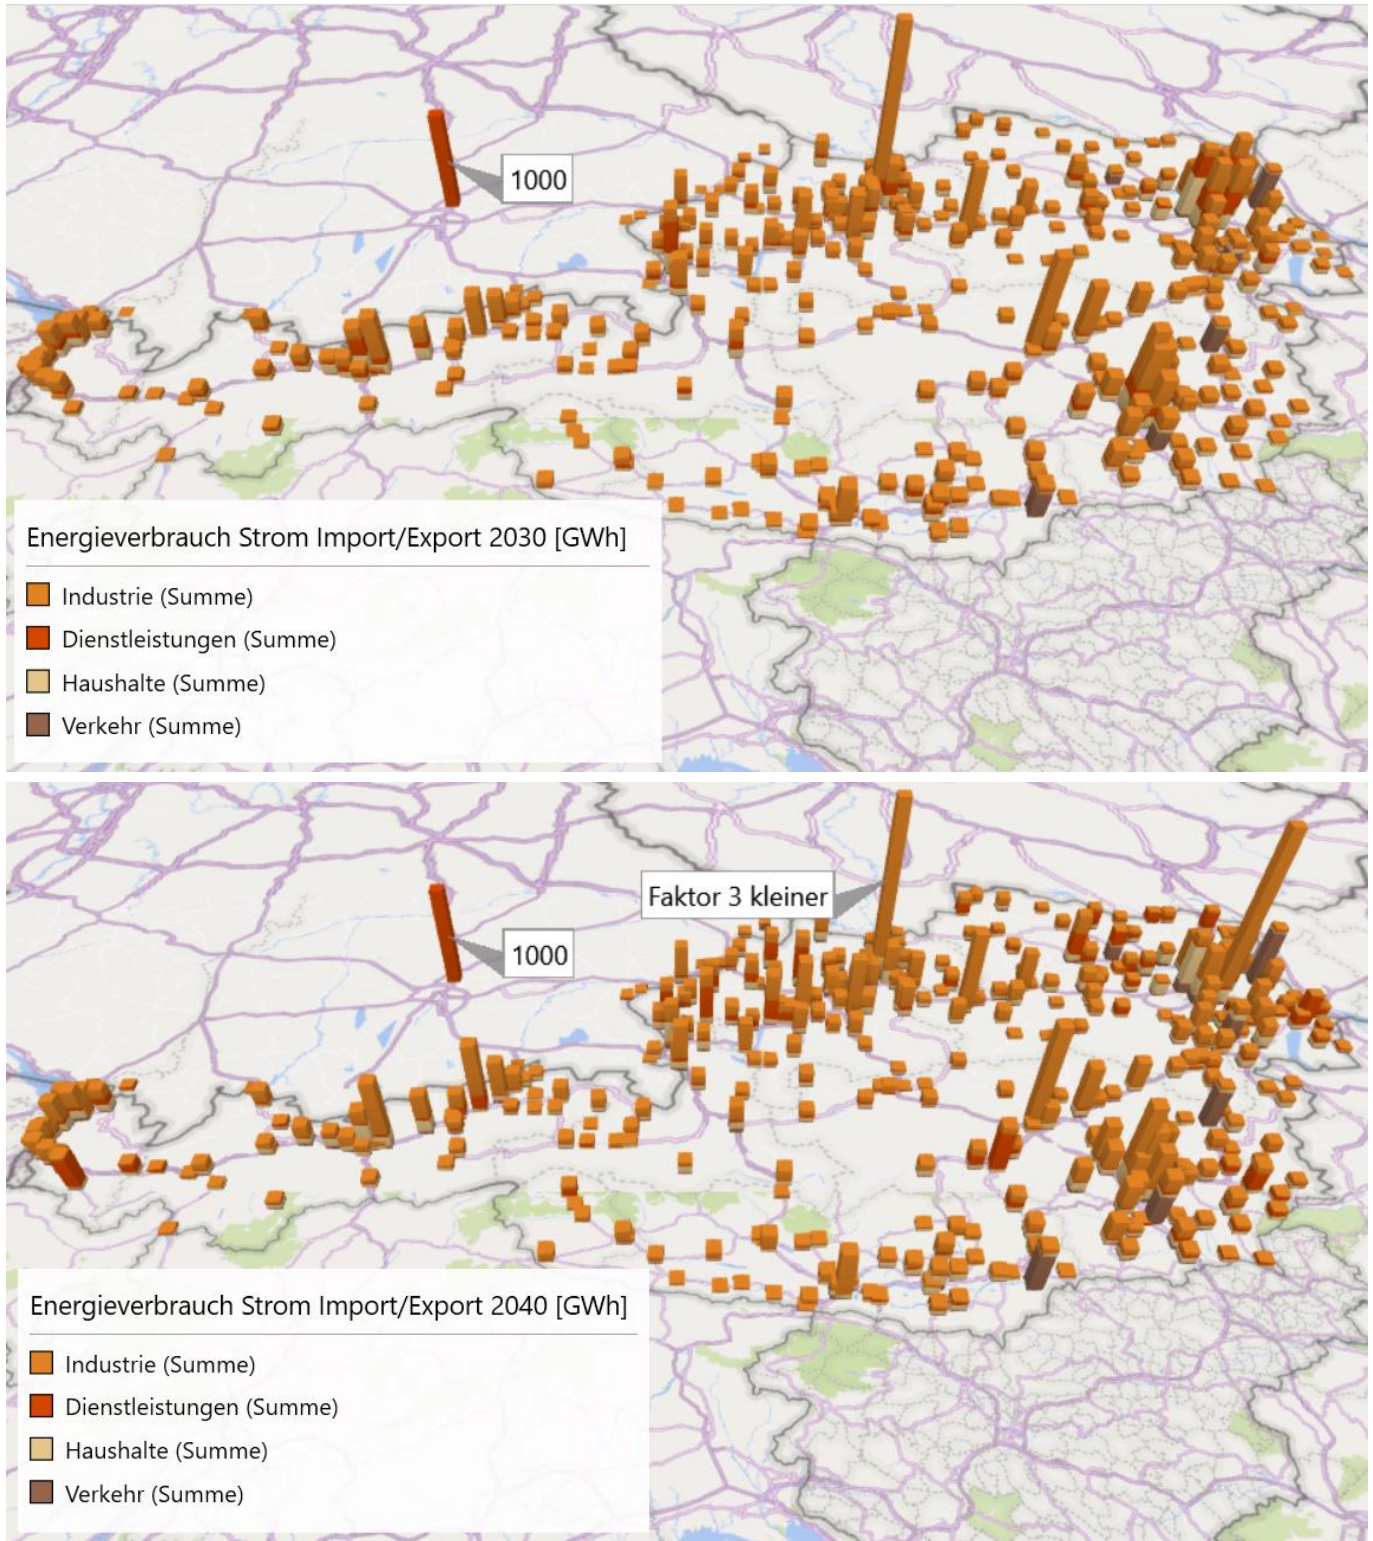 1000
Energieverbrauch Strom Import/Export 2030 [GWh]
Industrie (Summe)
Dienstleistungen (Summe)
Haushalte (Summe)
Verkehr (Summe)
Faktor 3 kleiner
1000
Energieverbrauch Strom Import/Export 2040 [GWh]
Industrie (Summe)
Dienstleistungen (Summe)
Haushalte (Summe)
Verkehr (Summe)